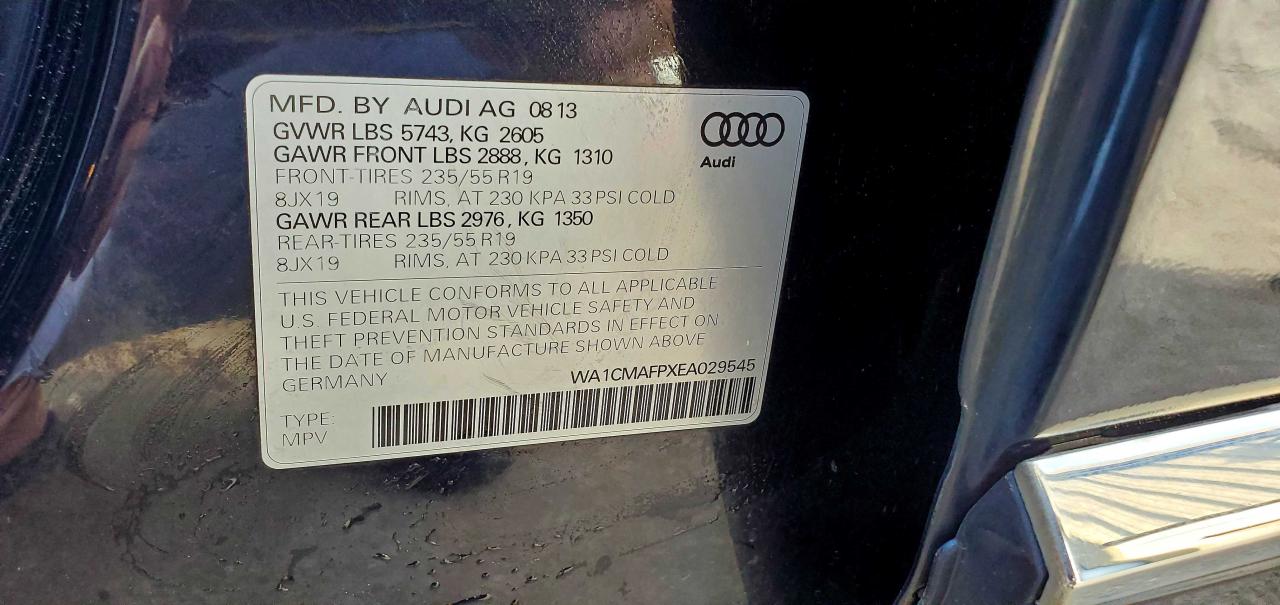 MFD. BY AUDI AG 08 13
GVWR LBS 5743, KG 2605
GAWR FRONT LBS 2888, KG 1310
FRONT-TIRES 235/55 R19
8JX19 RIMS, AT 230 KPA 33 PSI COLD
GAWR REAR LBS 2976, KG 1350
REAR-TIRES 235/55 R19
8JX19 RIMS, AT 230 KPA 33 PSI COLD
Audi
THIS VEHICLE CONFORMS TO ALL APPLICABLE
U.S. FEDERAL MOTOR VEHICLE SAFETY AND
THEFT PREVENTION STANDARDS IN EFFECT ON
THE DATE OF MANUFACTURE SHOWN ABOVE
GERMANY WA1CMAFPXEA029545
TYPE:
MPV